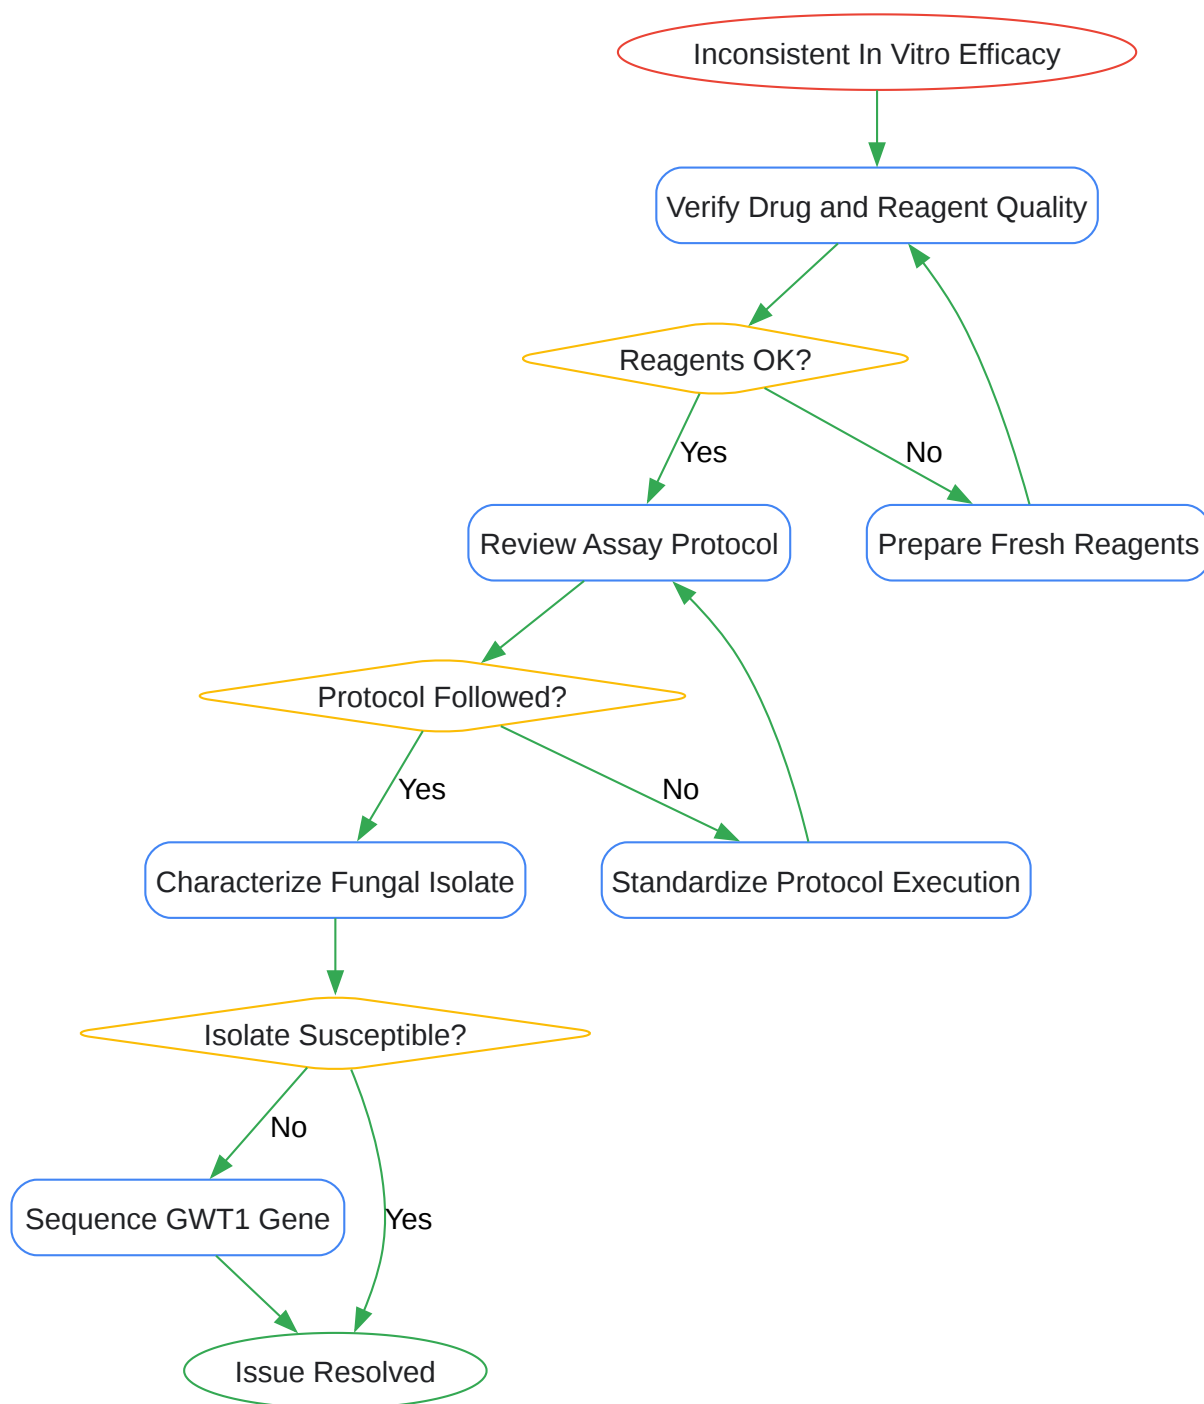 Inconsistent In Vitro Efficacy
Verify Drug and Reagent Quality
Reagents OK?
Yes
No
Review Assay Protocol
Prepare Fresh Reagents
Protocol Followed?
Yes
No
Characterize Fungal Isolate
Standardize Protocol Execution
Isolate Susceptible?
No
Sequence GWT1 Gene
Yes
Issue Resolved